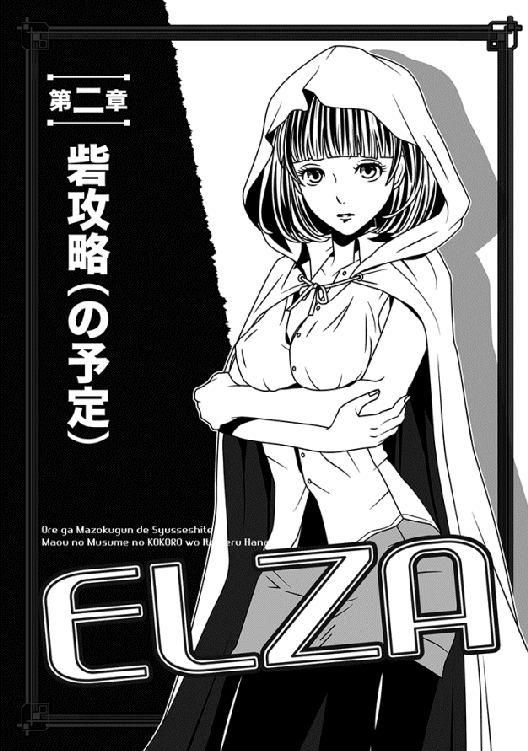 第二章
砦攻略(の予定)
Ore ga Mazokugun de Syusseshite
Maou no Musume no KOKORO wo
ELZA